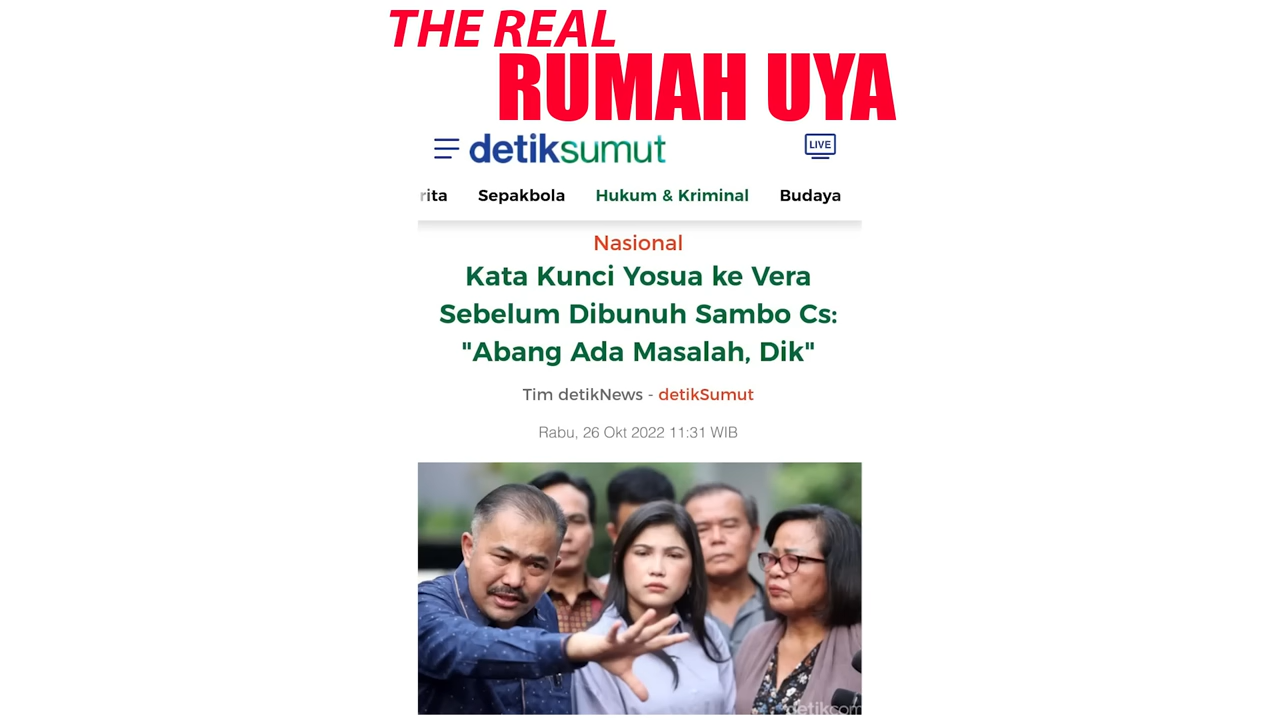 THE REAL
RUMAH UYA
detiksumut
LIVE
rita Sepakbola Hukum & Kriminal Budaya
Nasional
Kata Kunci Yosua ke Vera
Sebelum Dibunuh Sambo Cs:
"Abang Ada Masalah, Dik"
Tim detikNews - detikSumut
Rabu, 26 Okt 2022 11:31 WIB
detikcom